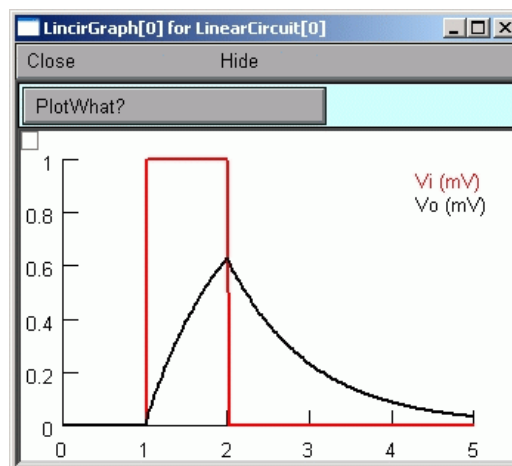 LincirGraph[0] for LinearCircuit[0]
Close Hide
PlotWhat?
1
Vi (mV)
0.8
Vo (mV)
0.6
0.4
0.2
0
0 1 2 3 4 5